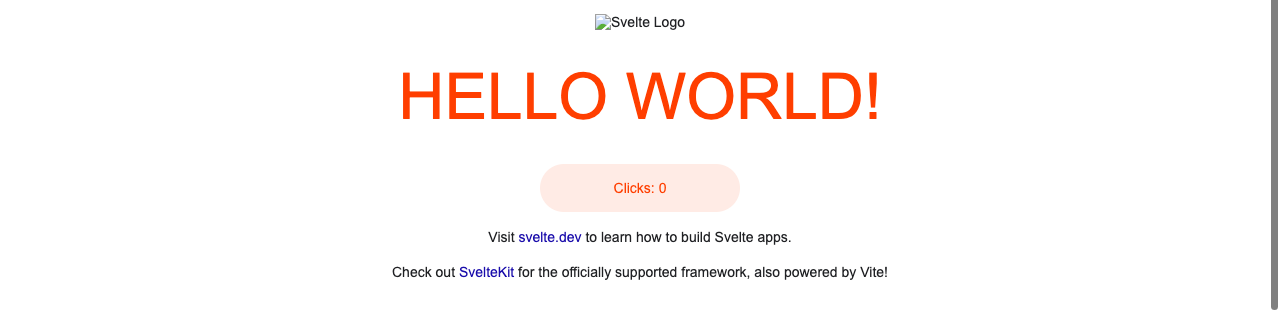 Svelte Logo
HELLO WORLD!
Clicks: 0
Visit svelte.dev to learn how to build Svelte apps.
Check out SvelteKit for the officially supported framework, also powered by Vite!